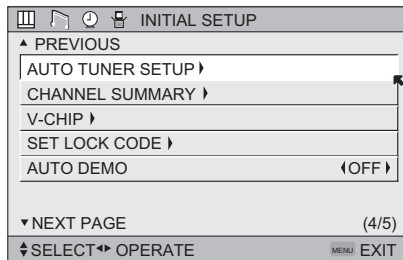 INITIAL SETUP
▲ PREVIOUS
AUTO TUNER SETUP
CHANNEL SUMMARY
V-CHIP
SET LOCK CODE
AUTO DEMO OFF
▼ NEXT PAGE (4/5)
SELECT OPERATE MENU EXIT